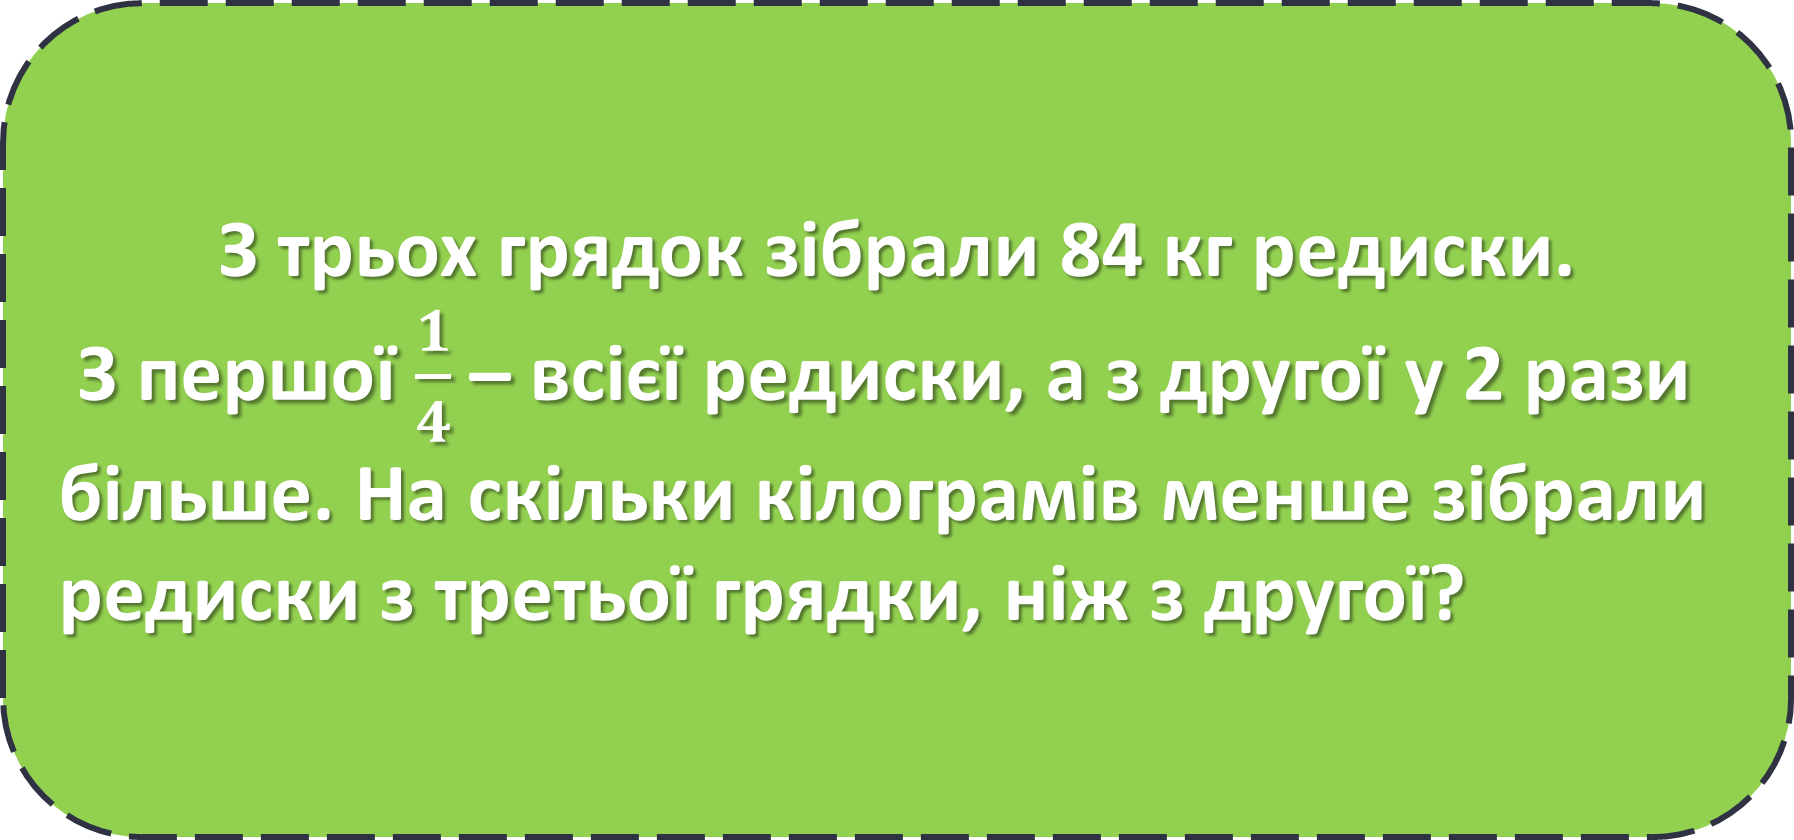 З трьох грядок зібрали 84 кг редиски.
З першої 1/4 – всієї редиски, а з другої у 2 рази
більше. На скільки кілограмів менше зібрали
редиски з третьої грядки, ніж з другої?